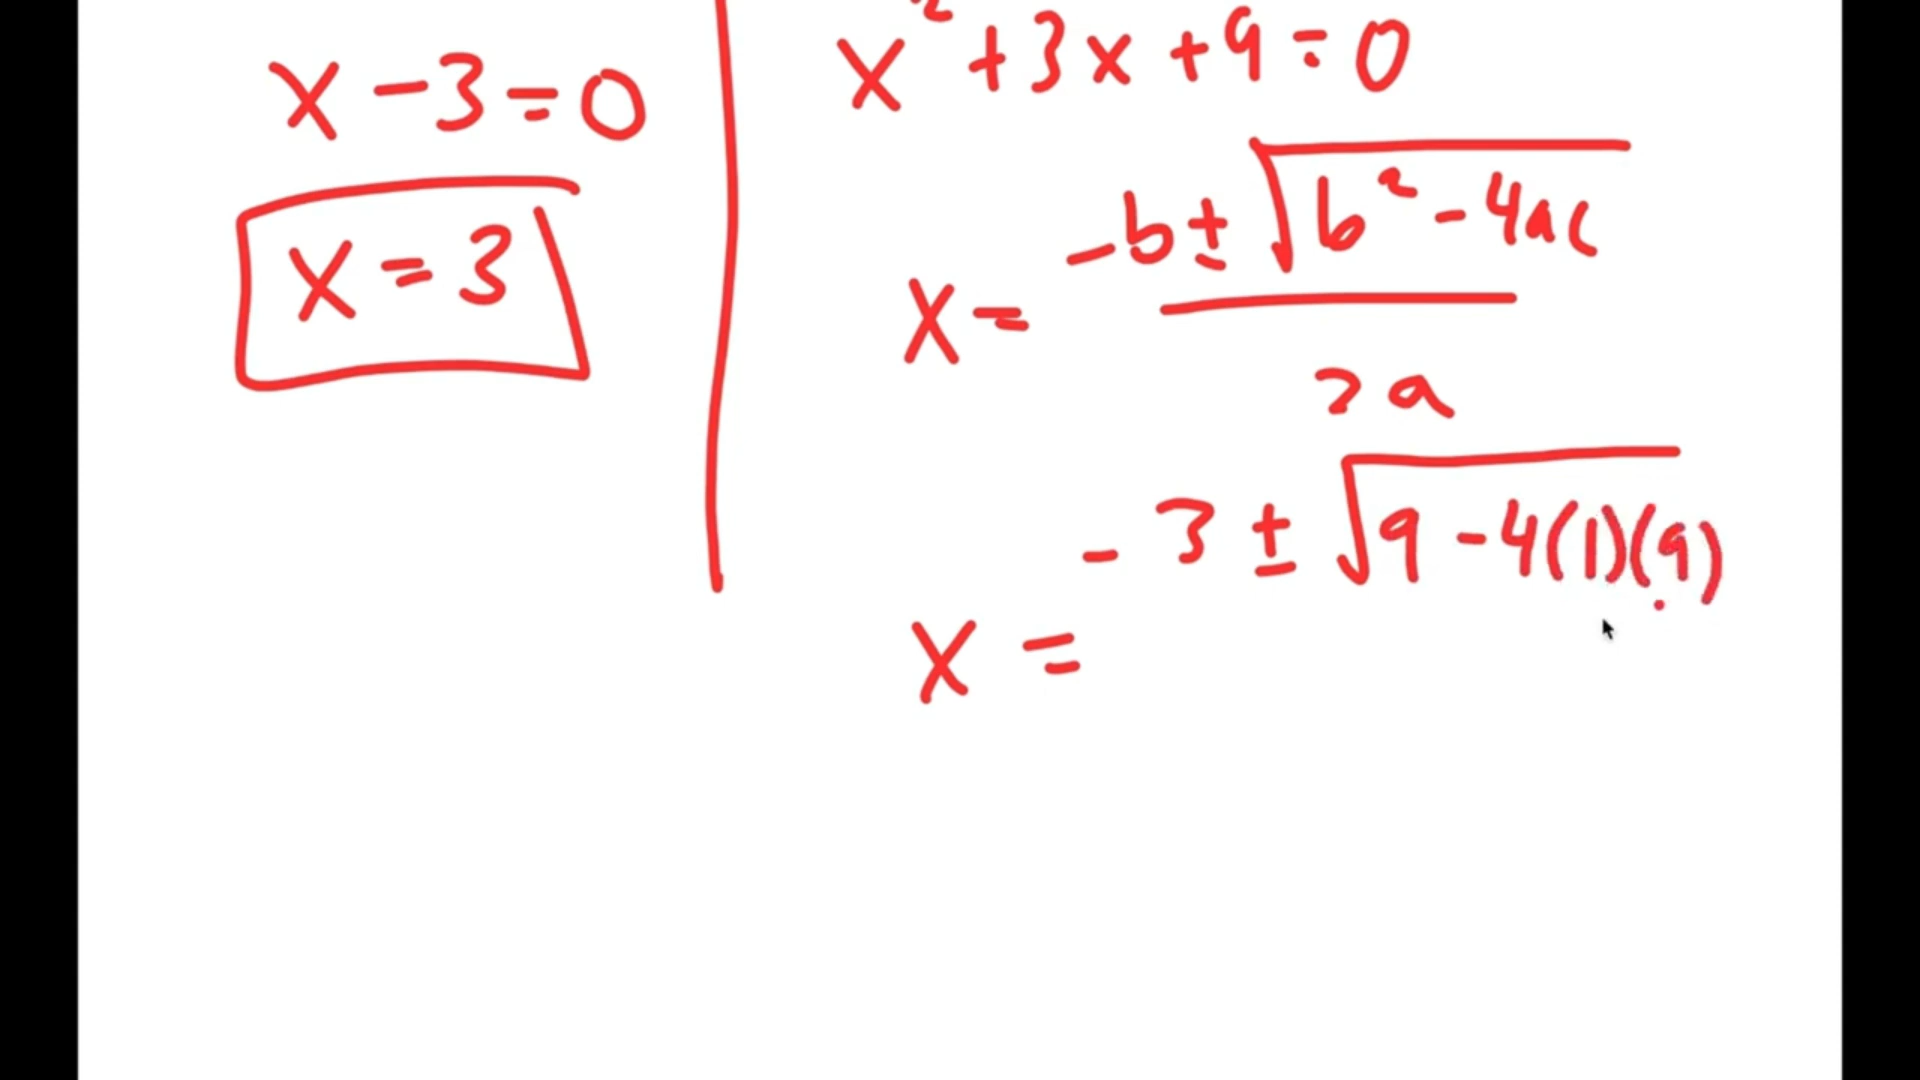 x - 3 = 0
x = 3
x² + 3x + 9 = 0
x = -b ± √b² - 4ac
2a
x = -3 ± √9 - 4(1)(9)